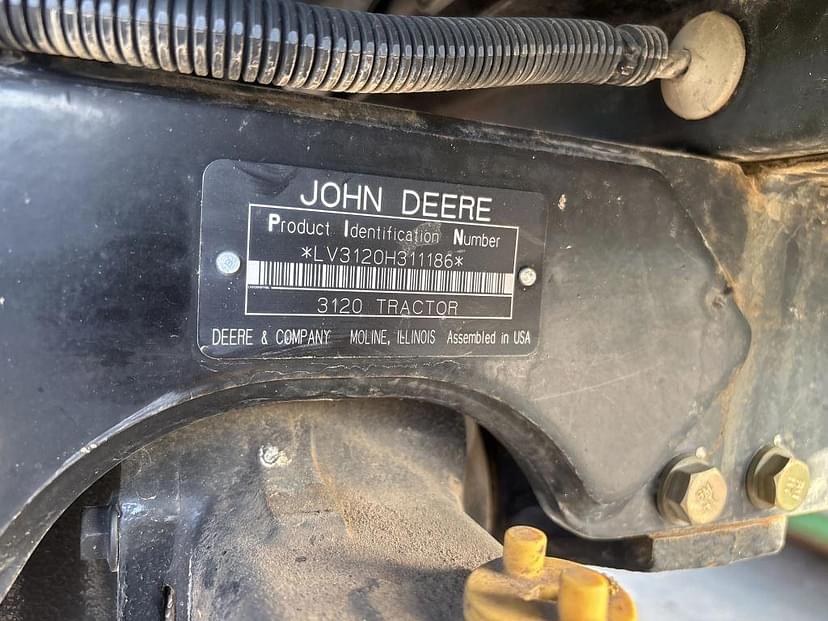 JOHN DEERE
Product Identification Number
*LV3120H311186*
3120 TRACTOR
DEERE & COMPANY MOLINE, ILLINOIS Assembled in USA